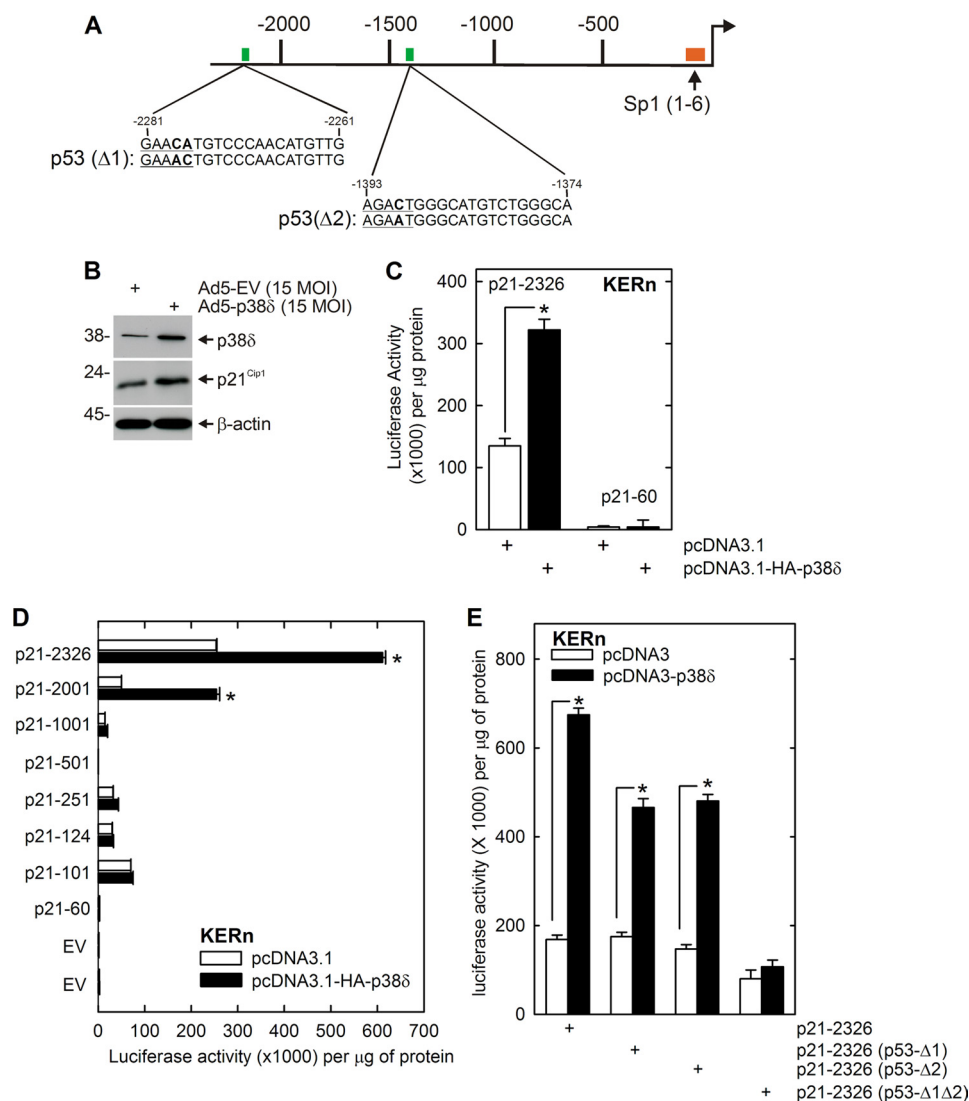 A
-2000 -1500 -1000 -500
Sp1 (1-6)
-2281 -2261
GAACATGTCCCAACATGTTG
p53 (Δ1): GAAACTGTCCCAACATGTTG
-1393 -1374
AGACTGGGCATGTCTGGGCA
p53(Δ2): AGAATGGGCATGTCTGGGCA
B
+ Ad5-EV (15 MOI)
+ Ad5-p38δ (15 MOI)
38- p38δ
24- p21Cip1
45- β-actin
C
p21-2326 KERn
*
p21-60
Luciferase Activity
(x1000) per μg protein
400
300
200
100
0
+ + pcDNA3.1
+ + pcDNA3.1-HA-p38δ
D
p21-2326 *
p21-2001 *
p21-1001
p21-501
p21-251
p21-124
p21-101
p21-60
EV
EV
KERn
pcDNA3.1
pcDNA3.1-HA-p38δ
0 100 200 300 400 500 600 700
Luciferase activity (x1000) per μg of protein
E
KERn
pcDNA3
pcDNA3-p38δ
* * *
luciferase activity (X 1000) per μg of protein
800
600
400
200
0
+ p21-2326
+ p21-2326 (p53-Δ1)
+ p21-2326 (p53-Δ2)
+ p21-2326 (p53-Δ1Δ2)